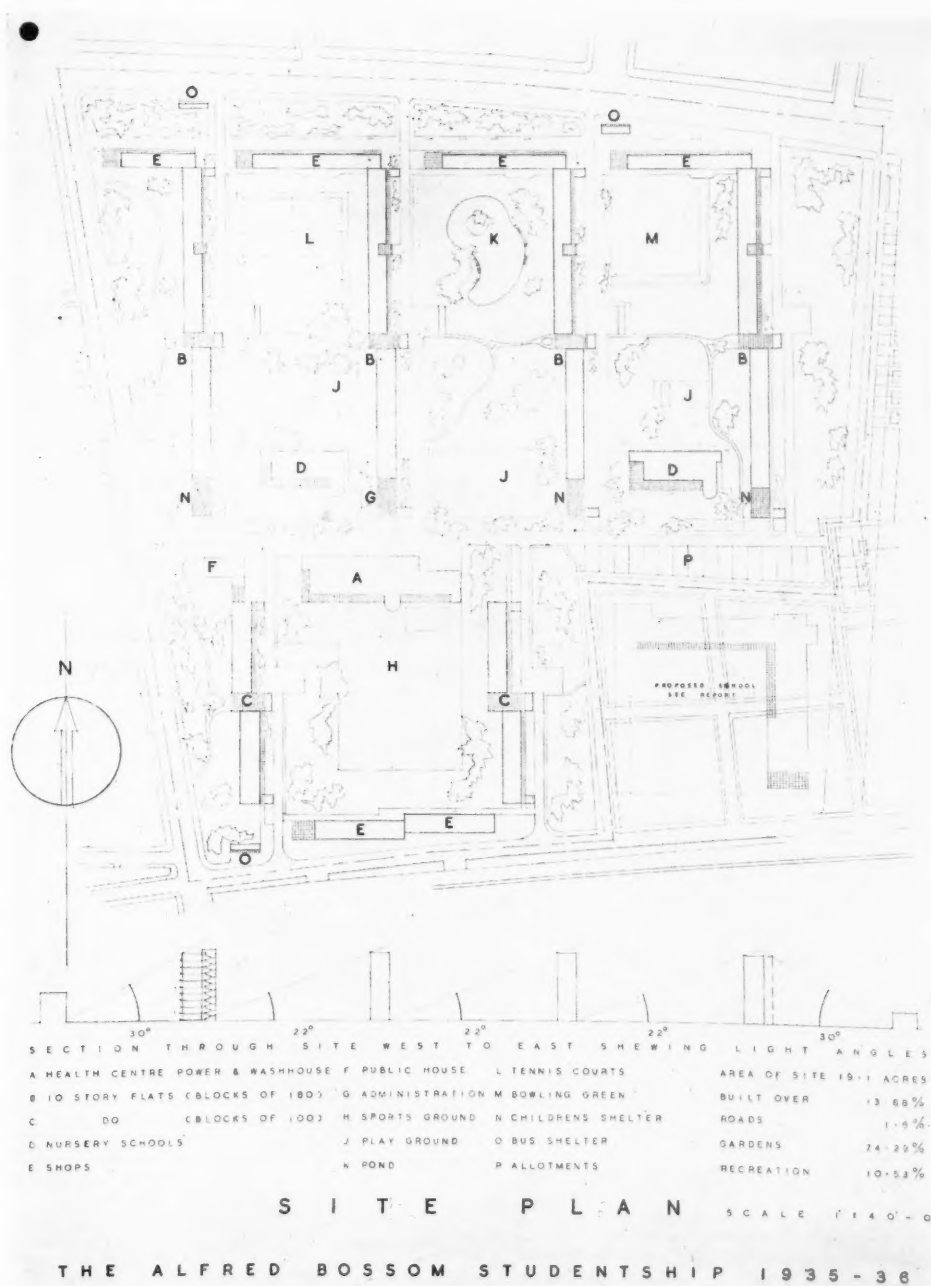 O
O
E E E E
L K M
B B B B
J J
D J D
N G N N
F A P
H
N
PROPOSED SCHOOL
SEE REPORT
C C
E E
O
30° 22° 22° 22° 30°
SECTION THROUGH SITE WEST TO EAST SHEWING LIGHT ANGLES
A HEALTH CENTRE POWER & WASHHOUSE F PUBLIC HOUSE L TENNIS COURTS AREA OF SITE 19·1 ACRES
B 10 STORY FLATS (BLOCKS OF 180) G ADMINISTRATION M BOWLING GREEN BUILT OVER 13·68%
C DO (BLOCKS OF 100) H SPORTS GROUND N CHILDRENS SHELTER ROADS
D NURSERY SCHOOLS J PLAY GROUND O BUS SHELTER GARDENS
E SHOPS K POND P ALLOTMENTS RECREATION 10·53%
SITE PLAN SCALE
THE ALFRED BOSSOM STUDENTSHIP 1935-36